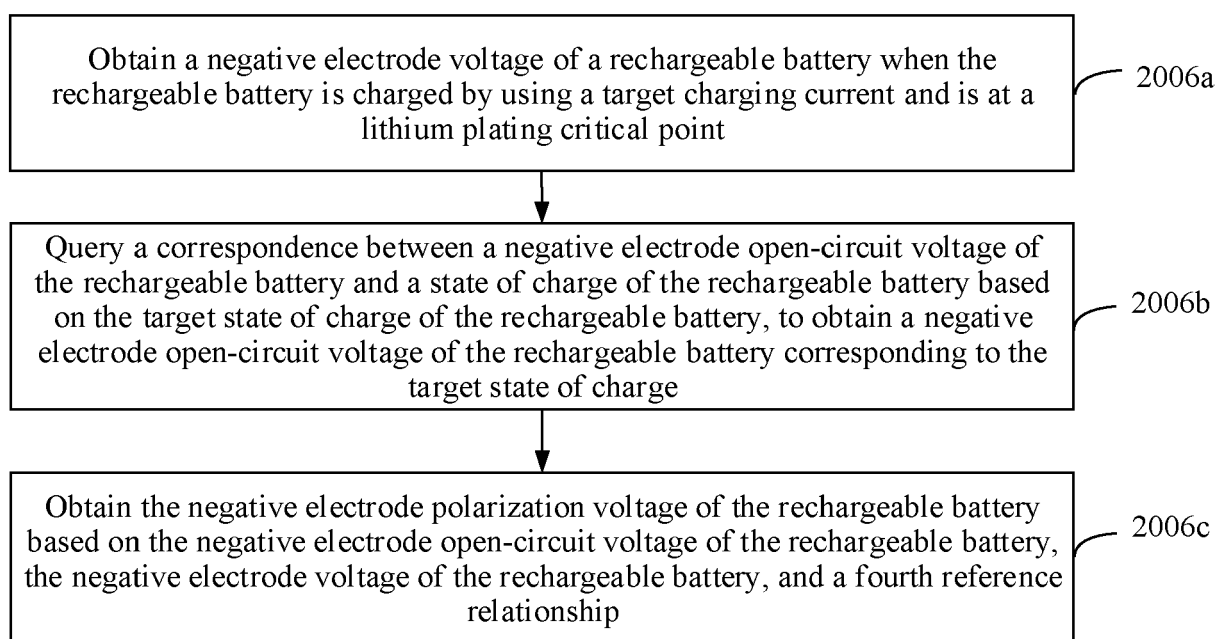 Obtain a negative electrode voltage of a rechargeable battery when the
rechargeable battery is charged by using a target charging current and is at a
lithium plating critical point
2006a
Query a correspondence between a negative electrode open-circuit voltage of
the rechargeable battery and a state of charge of the rechargeable battery based
on the target state of charge of the rechargeable battery, to obtain a negative
electrode open-circuit voltage of the rechargeable battery corresponding to the
target state of charge
2006b
Obtain the negative electrode polarization voltage of the rechargeable battery
based on the negative electrode open-circuit voltage of the rechargeable battery,
the negative electrode voltage of the rechargeable battery, and a fourth reference
relationship
2006c